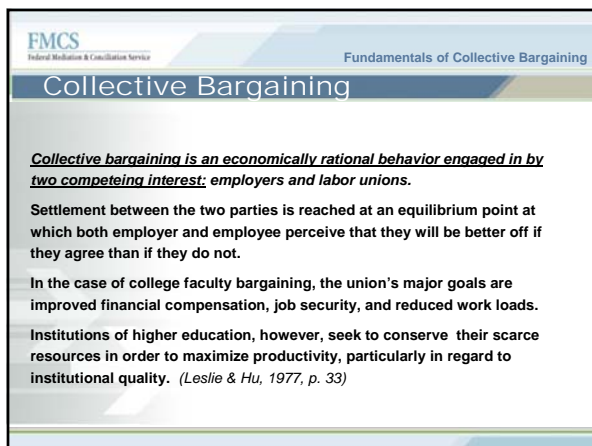 FMCS
Federal Mediation & Conciliation Service
Fundamentals of Collective Bargaining
Collective Bargaining
Collective bargaining is an economically rational behavior engaged in by
two competeing interest: employers and labor unions.
Settlement between the two parties is reached at an equilibrium point at
which both employer and employee perceive that they will be better off if
they agree than if they do not.
In the case of college faculty bargaining, the union's major goals are
improved financial compensation, job security, and reduced work loads.
Institutions of higher education, however, seek to conserve their scarce
resources in order to maximize productivity, particularly in regard to
institutional quality. (Leslie & Hu, 1977, p. 33)